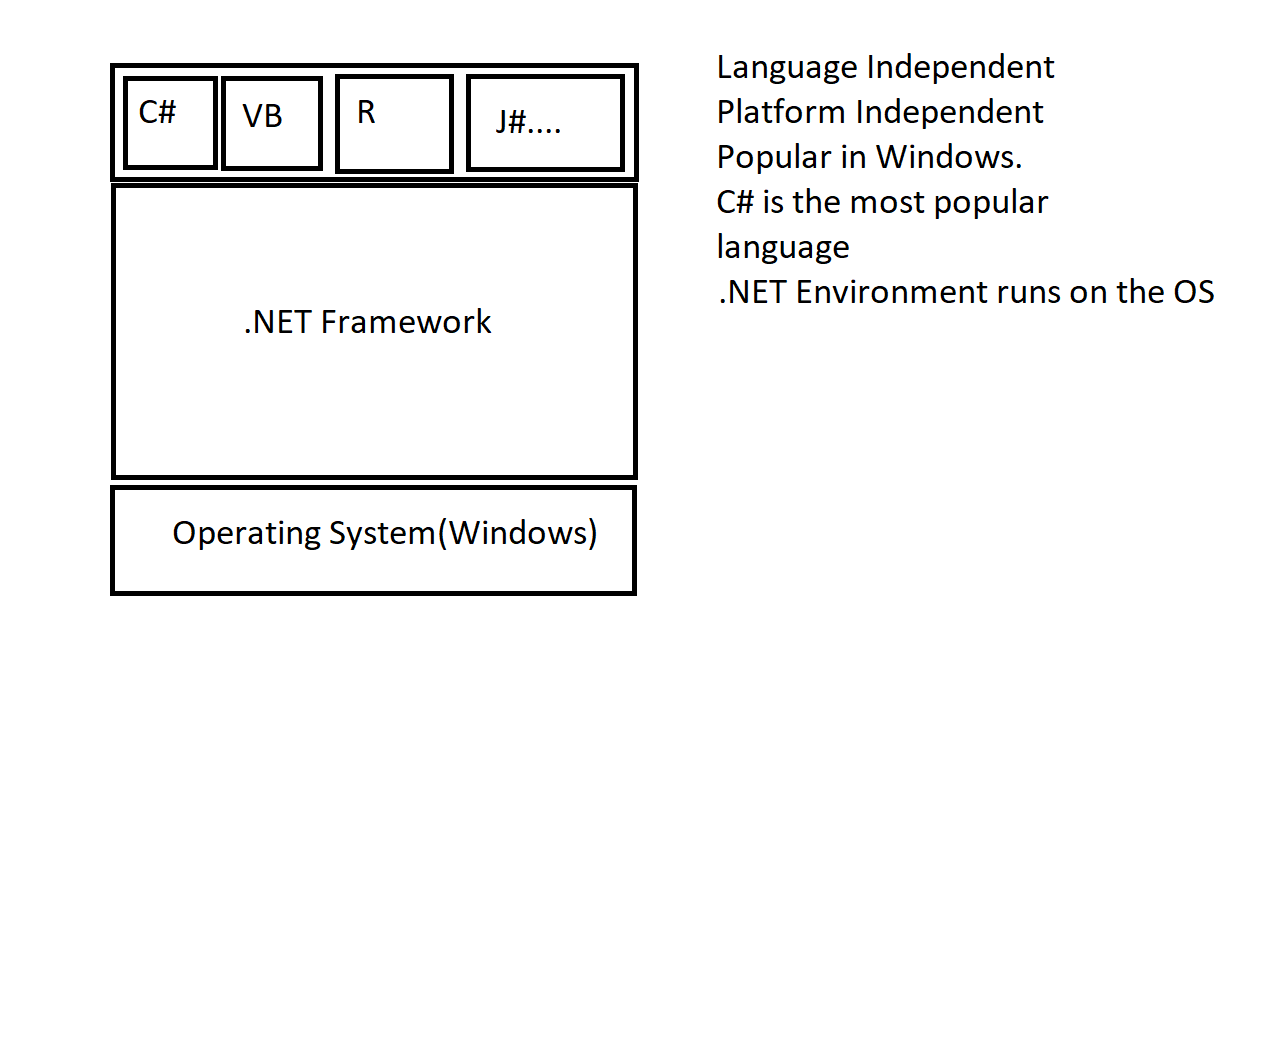 C#
VB
R
J#....
.NET Framework
Operating System(Windows)
Language Independent
Platform Independent
Popular in Windows.
C# is the most popular
language
.NET Environment runs on the OS